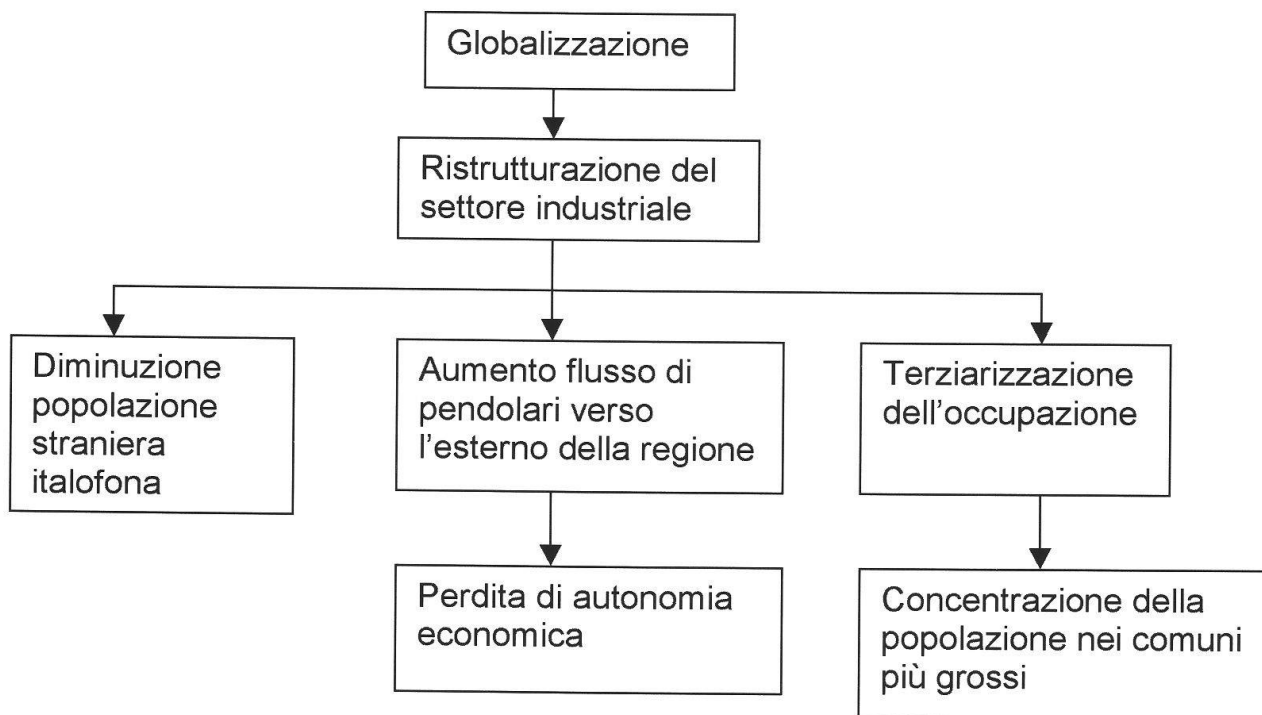 Globalizzazione
Ristrutturazione del
settore industriale
Diminuzione
popolazione
straniera
italofona
Aumento flusso di
pendolari verso
l'esterno della regione
Terziarizzazione
dell'occupazione
Perdita di autonomia
economica
Concentrazione della
popolazione nei comuni
più grossi